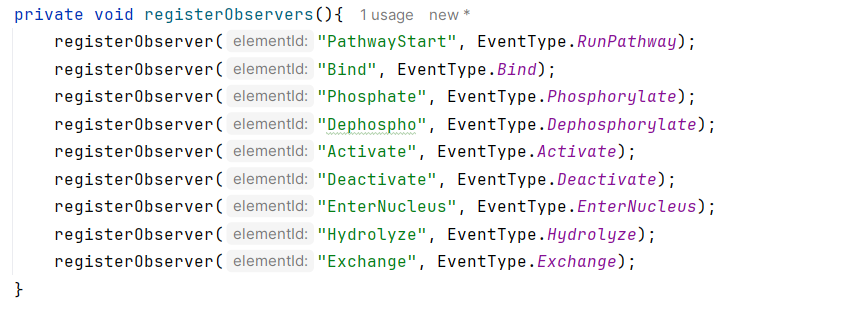 private void registerObservers(){ 1 usage new *
registerObserver( elementId: "PathwayStart", EventType.RunPathway);
registerObserver( elementId: "Bind", EventType.Bind);
registerObserver( elementId: "Phosphate", EventType.Phosphorylate);
registerObserver( elementId: "Dephospho", EventType.Dephosphorylate);
registerObserver( elementId: "Activate", EventType.Activate);
registerObserver( elementId: "Deactivate", EventType.Deactivate);
registerObserver( elementId: "EnterNucleus", EventType.EnterNucleus);
registerObserver( elementId: "Hydrolyze", EventType.Hydrolyze);
registerObserver( elementId: "Exchange", EventType.Exchange);
}